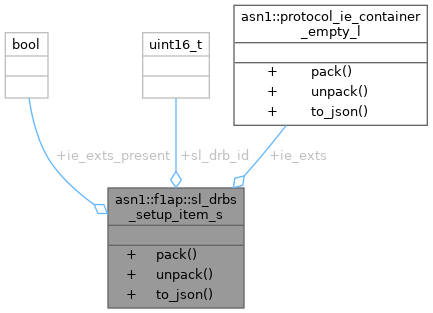 bool
uint16_t
asn1::protocol_ie_container
_empty_l
+ pack()
+ unpack()
+ to_json()
+ie_exts_present
+sl_drb_id
+ie_exts
asn1::f1ap::sl_drbs
_setup_item_s
+ pack()
+ unpack()
+ to_json()